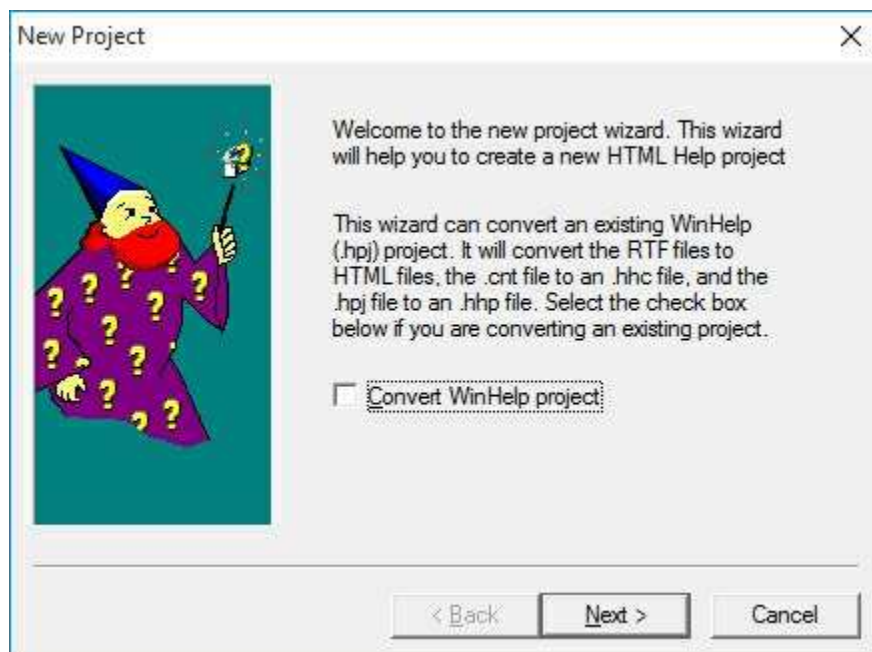 New Project
Welcome to the new project wizard. This wizard
will help you to create a new HTML Help project
This wizard can convert an existing WinHelp
(.hpj) project. It will convert the RTF files to
HTML files, the .cnt file to an .hhc file, and the
.hpj file to an .hhp file. Select the check box
below if you are converting an existing project.
Convert WinHelp project
< Back
Next >
Cancel